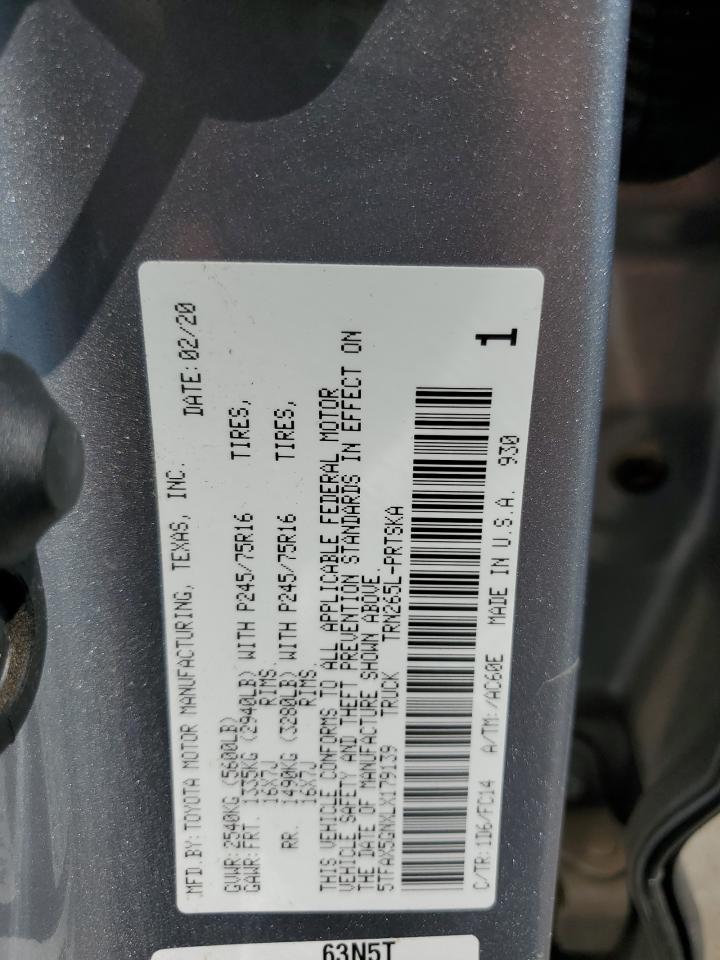 MFD.BY:TOYOTA MOTOR MANUFACTURING, TEXAS, INC. DATE:02/20
GVWR:2540KG (5600LB)
GAWR:FRT. 1335KG (2940LB) WITH P245/75R16 TIRES,
16X7J RIMS.
RR. 1490KG (3280LB) WITH P245/75R16 TIRES,
16X7J RIMS.
THIS VEHICLE CONFORMS TO ALL APPLICABLE FEDERAL MOTOR
VEHICLE SAFETY AND THEFT PREVENTION STANDARDS IN EFFECT ON
THE DATE OF MANUFACTURE SHOWN ABOVE.
5TFAX5GNXLX179139 TRUCK TRN265L-PRTSKA
1
C/TR:1D6/FC14 A/TM:/AC60E MADE IN U.S.A. 930
63N5T